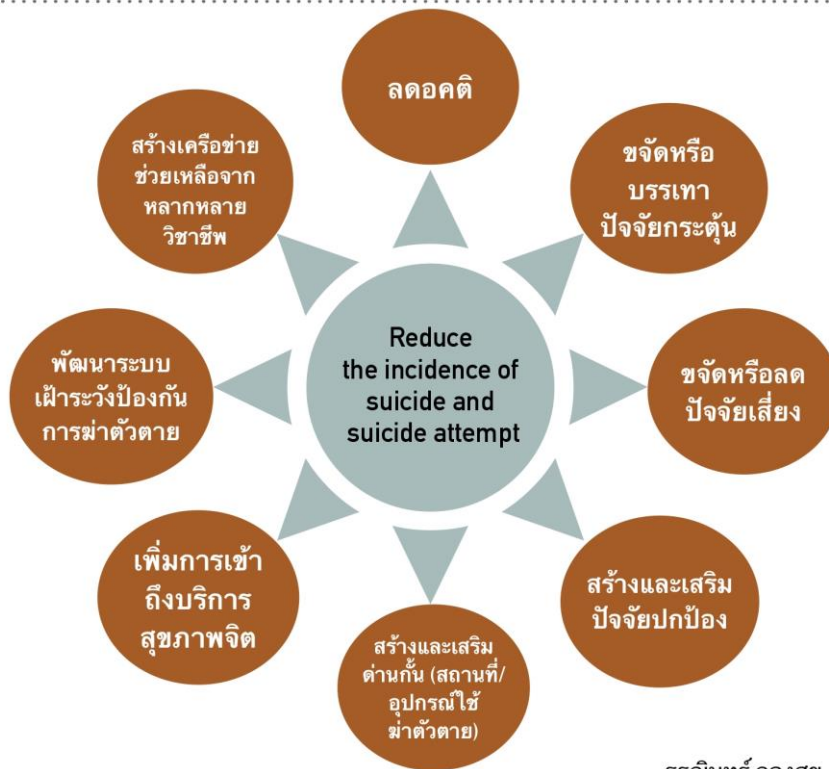 ลดอคติ
ขจัดหรือ
บรรเทา
ปัจจัยกระตุ้น
ขจัดหรือลด
ปัจจัยเสี่ยง
สร้างและเสริม
ปัจจัยปกป้อง
สร้างและเสริม
ด่านกั้น (สถานที่/
อุปกรณ์ใช้
ฆ่าตัวตาย)
เพิ่มการเข้า
ถึงบริการ
สุขภาพจิต
พัฒนาระบบ
เฝ้าระวังป้องกัน
การฆ่าตัวตาย
สร้างเครือข่าย
ช่วยเหลือจาก
หลากหลาย
วิชาชีพ
Reduce
the incidence of
suicide and
suicide attempt